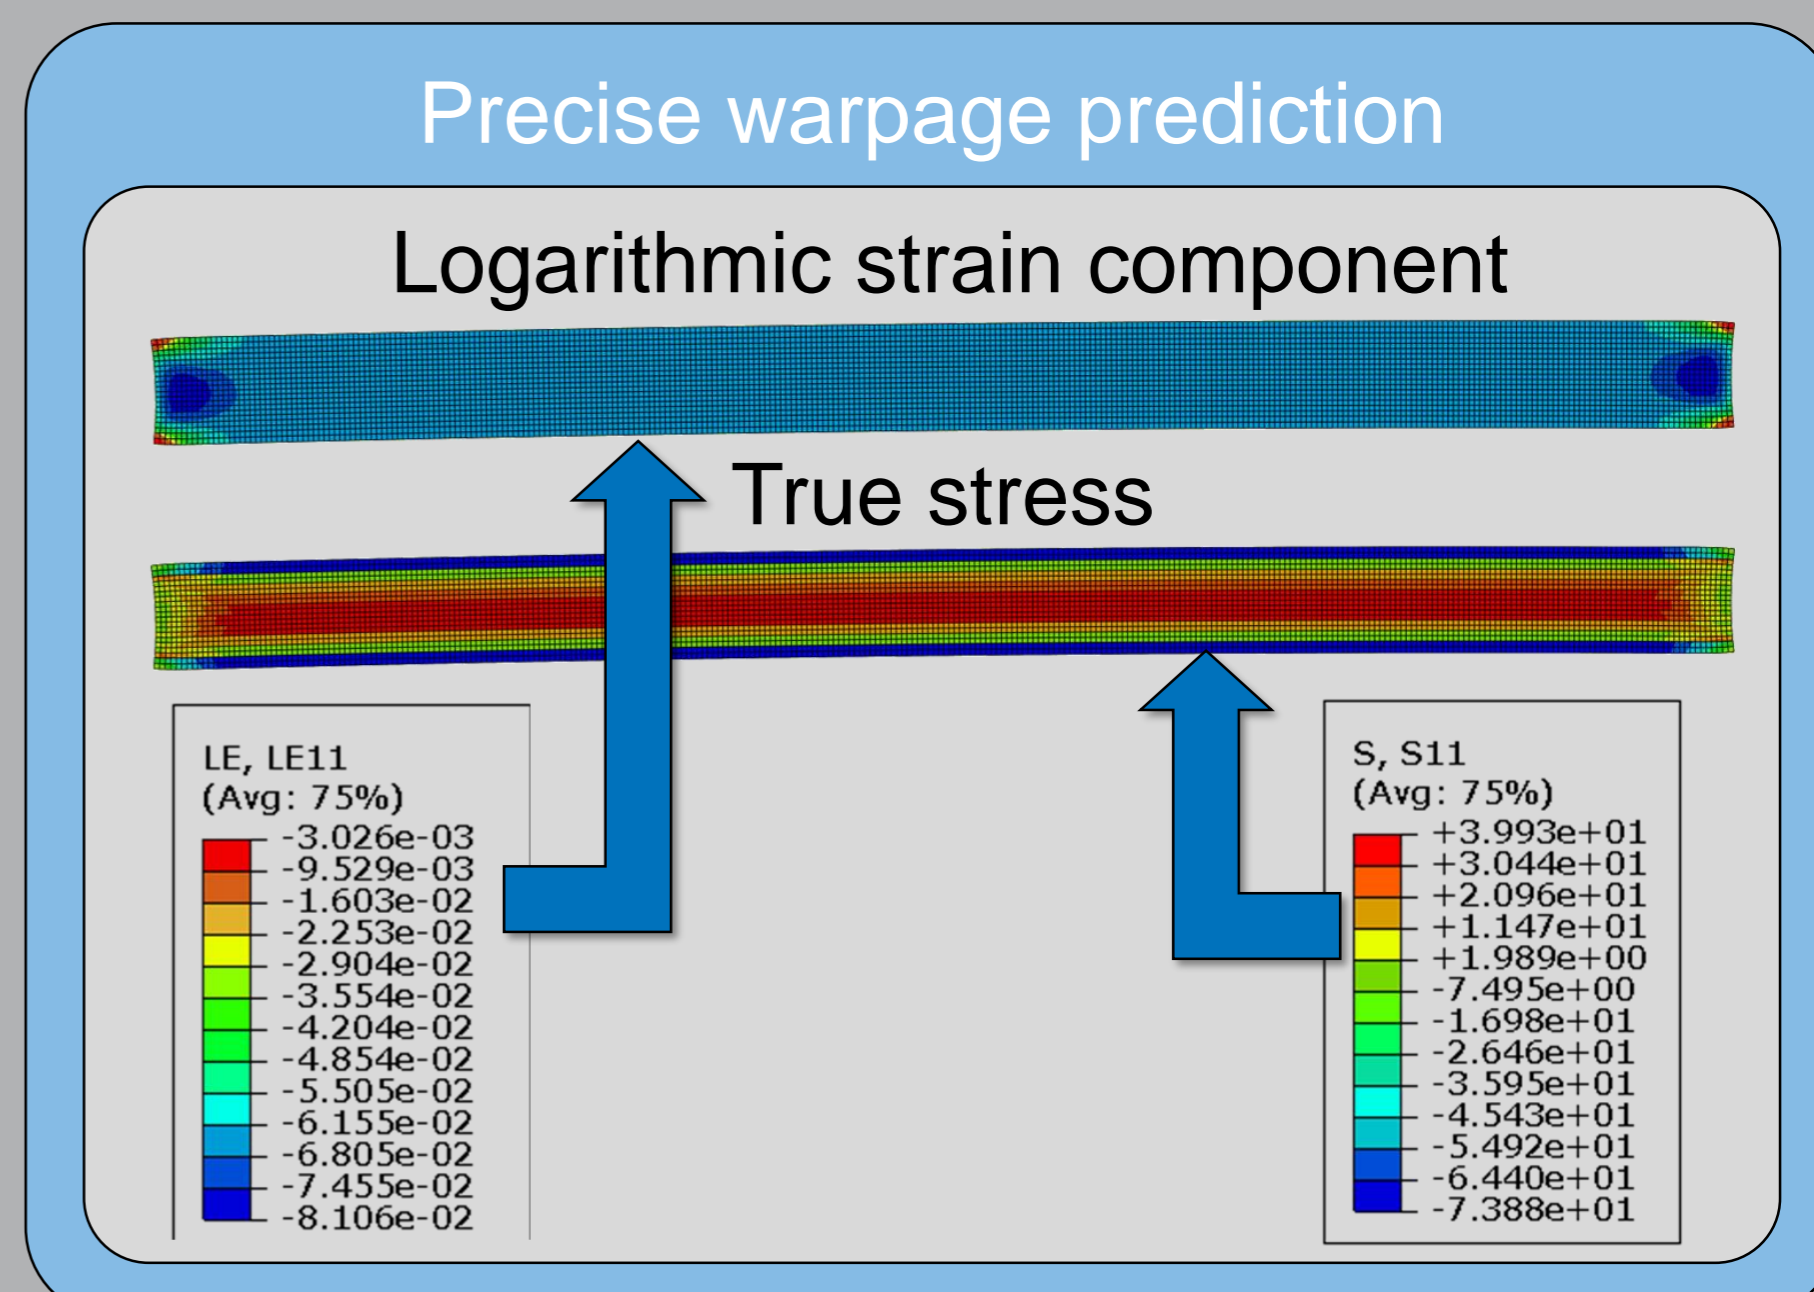 Precise warpage prediction
Logarithmic strain component
True stress
LE, LE11
(Avg: 75%)
-3.026e-03
-9.529e-03
-1.603e-02
-2.253e-02
-2.904e-02
-3.554e-02
-4.204e-02
-4.854e-02
-5.505e-02
-6.155e-02
-6.805e-02
-7.455e-02
-8.106e-02
S, S11
(Avg: 75%)
+3.993e+01
+3.044e+01
+2.096e+01
+1.147e+01
+1.989e+00
-7.495e+00
-1.698e+01
-2.646e+01
-3.595e+01
-4.543e+01
-5.492e+01
-6.440e+01
-7.388e+01